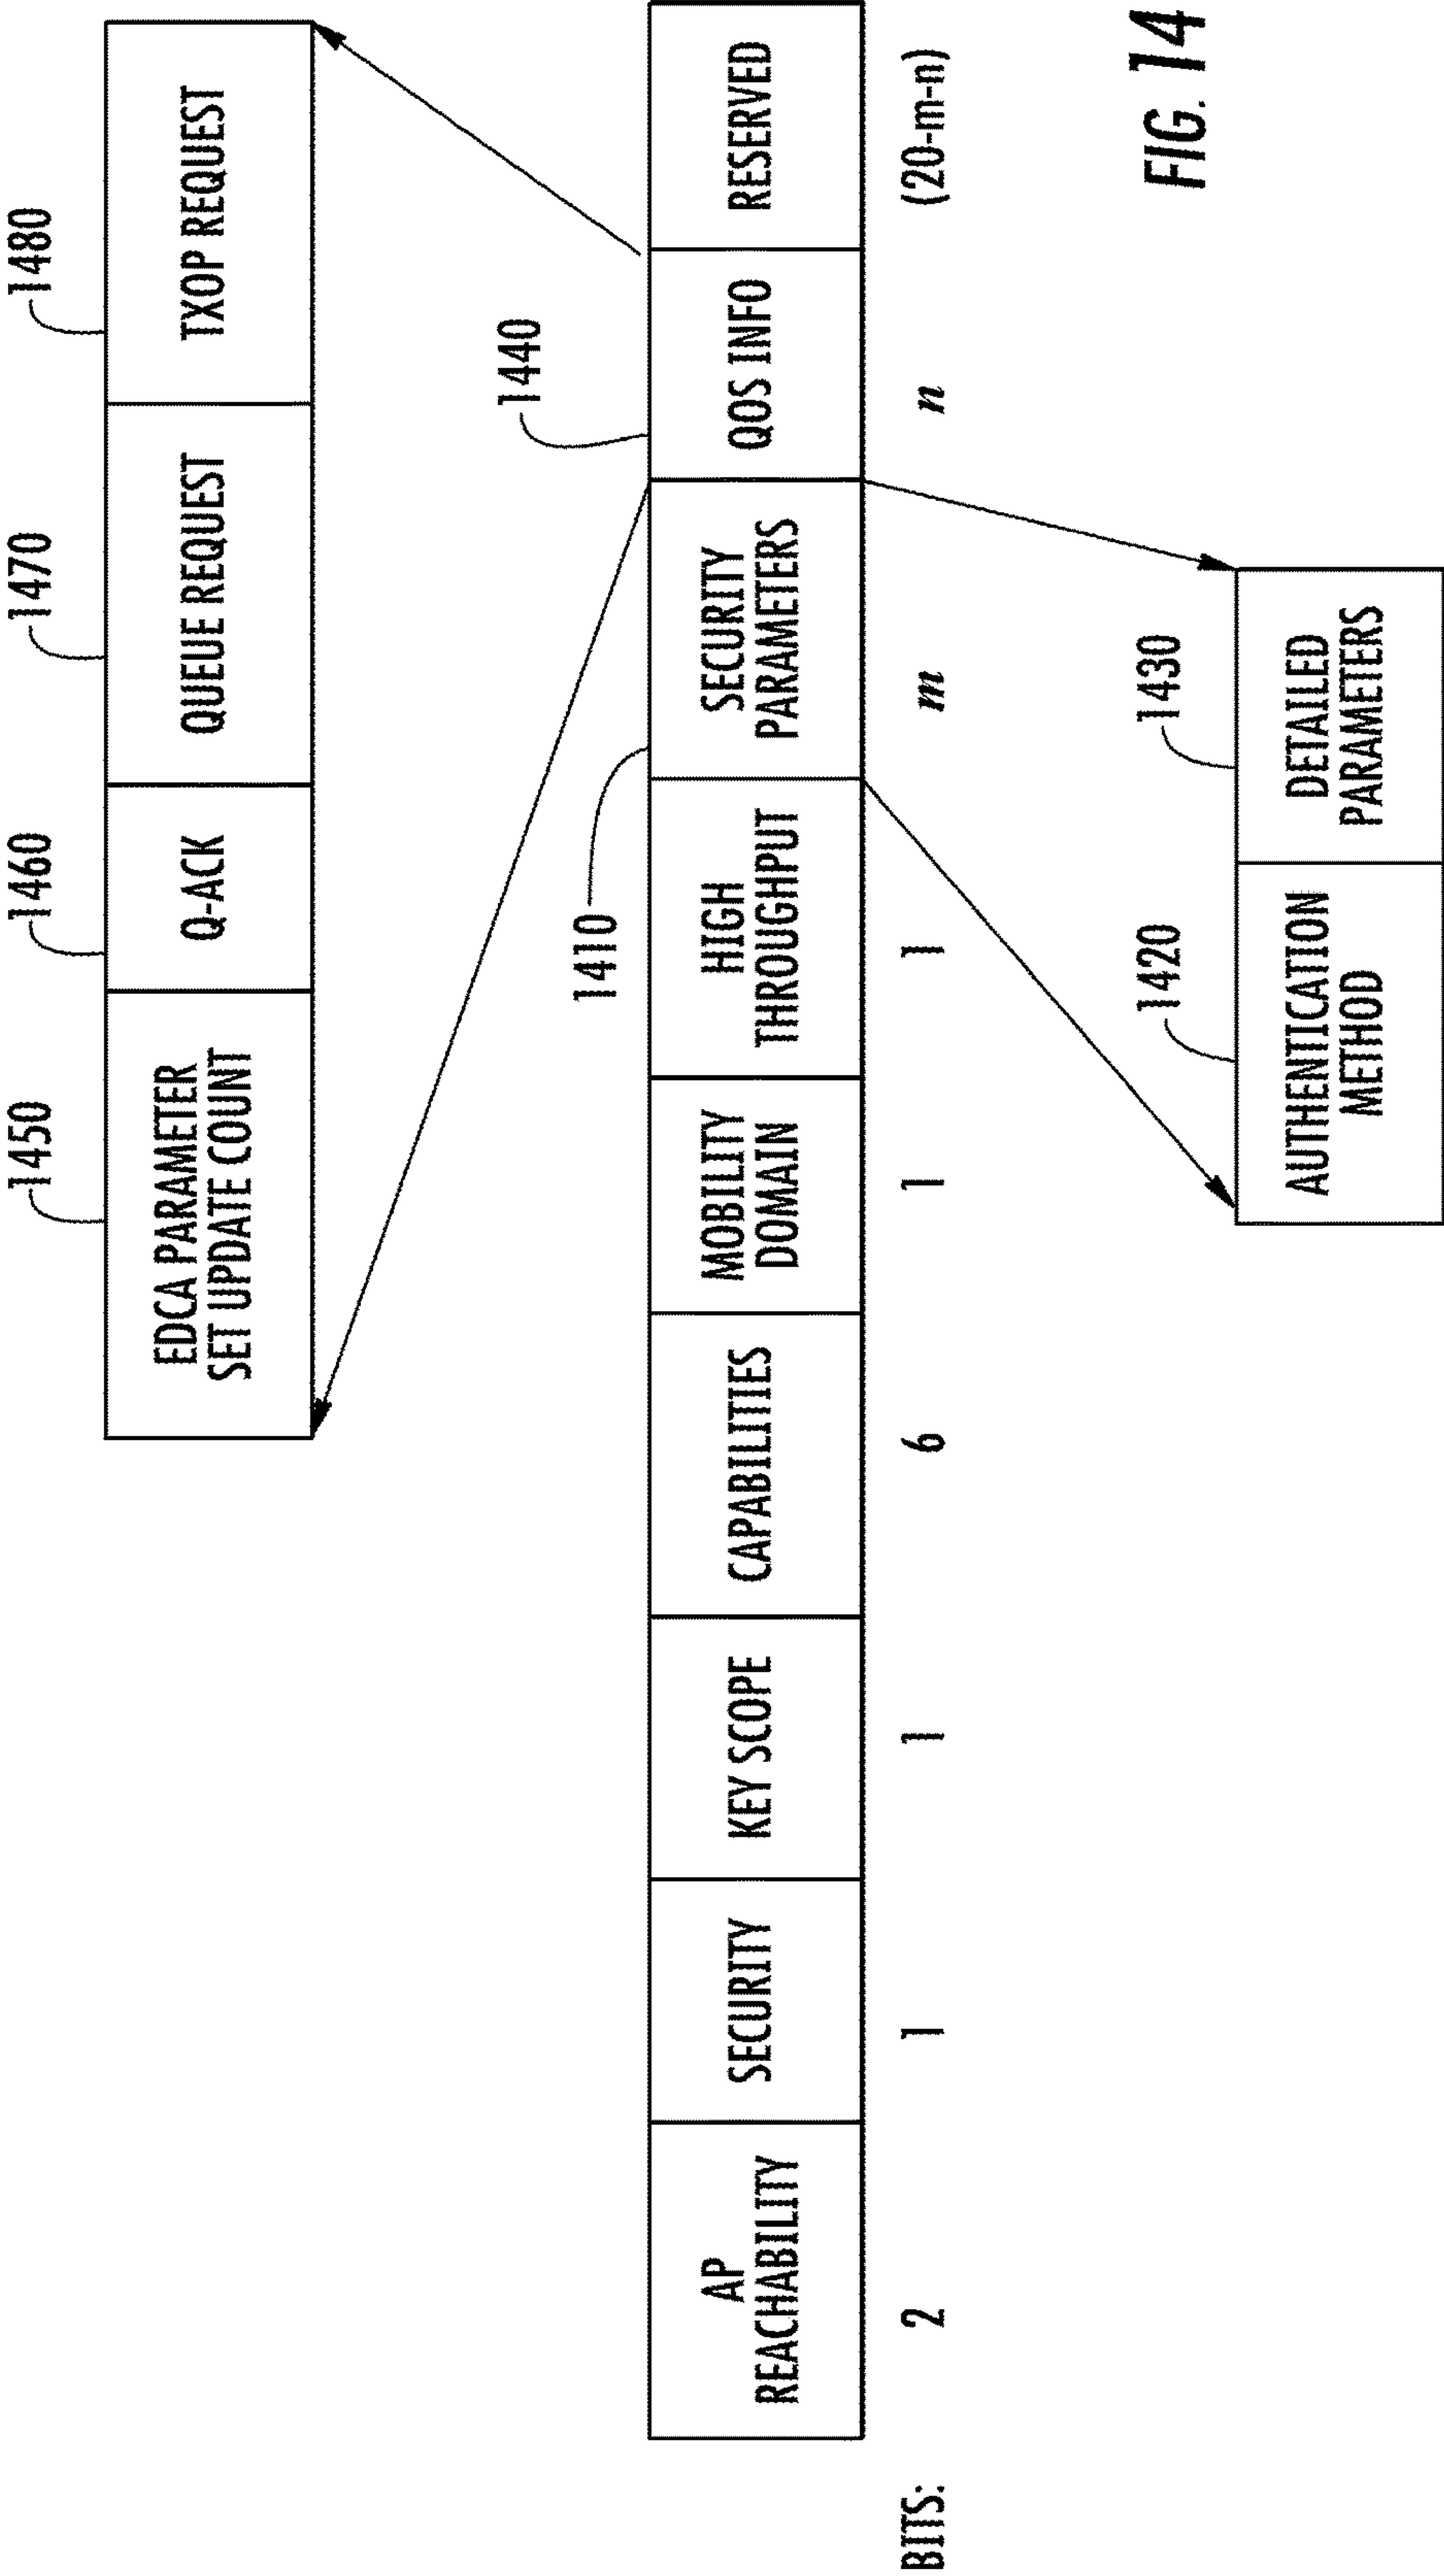 1450
1460
1470
1480
EDCA PARAMETER
SET UPDATE COUNT
Q-ACK
QUEUE REQUEST
TXOP REQUEST
1410
1440
AP
REACHABILITY
SECURITY
KEY SCOPE
CAPABILITIES
MOBILITY
DOMAIN
HIGH
THROUGHPUT
SECURITY
PARAMETERS
QOS INFO
RESERVED
BITS:
2
1
1
6
1
1
m
n
(20-m-n)
1420
1430
AUTHENTICATION
METHOD
DETAILED
PARAMETERS
FIG. 14